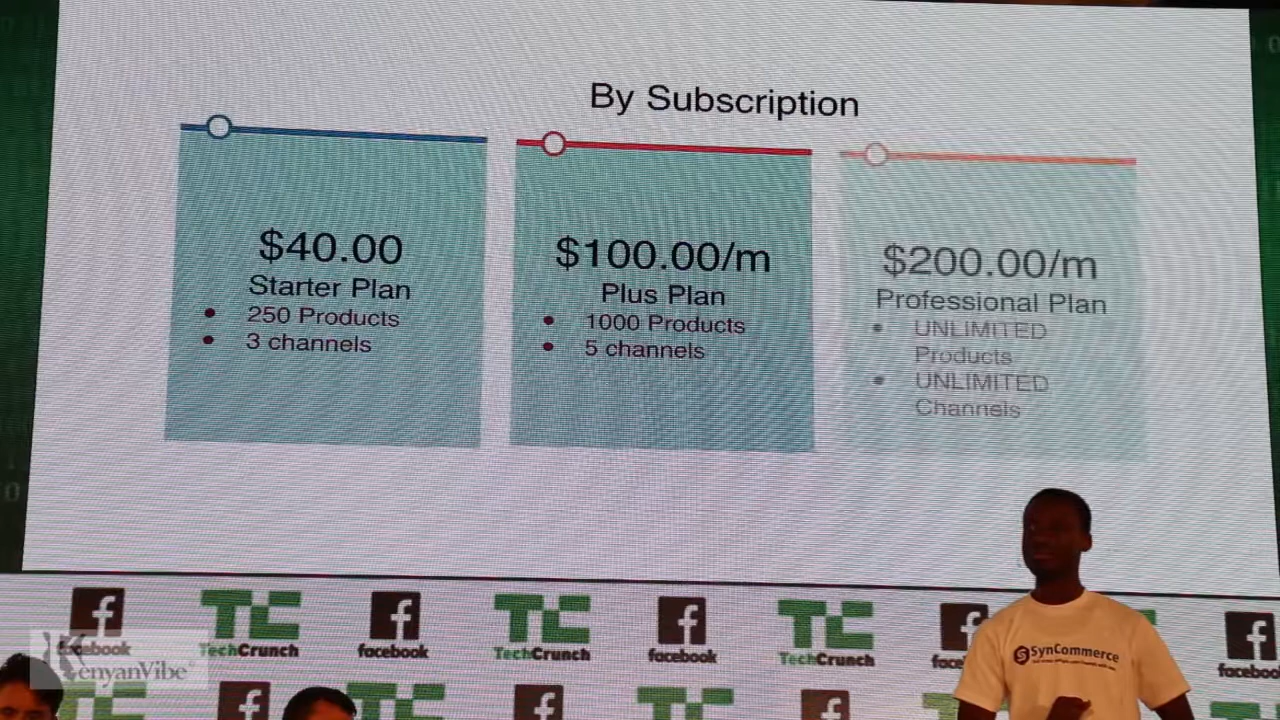 By Subscription
$40.00
Starter Plan
250 Products
3 channels
$100.00/m
Plus Plan
1000 Products
5 channels
$200.00/m
Professional Plan
UNLIMITED
Products
UNLIMITED
Channels
facebook
TechCrunch
facebook
TechCrunch
facebook
TechCrunch
face
facebook
SynCommerce
KenyanVibe